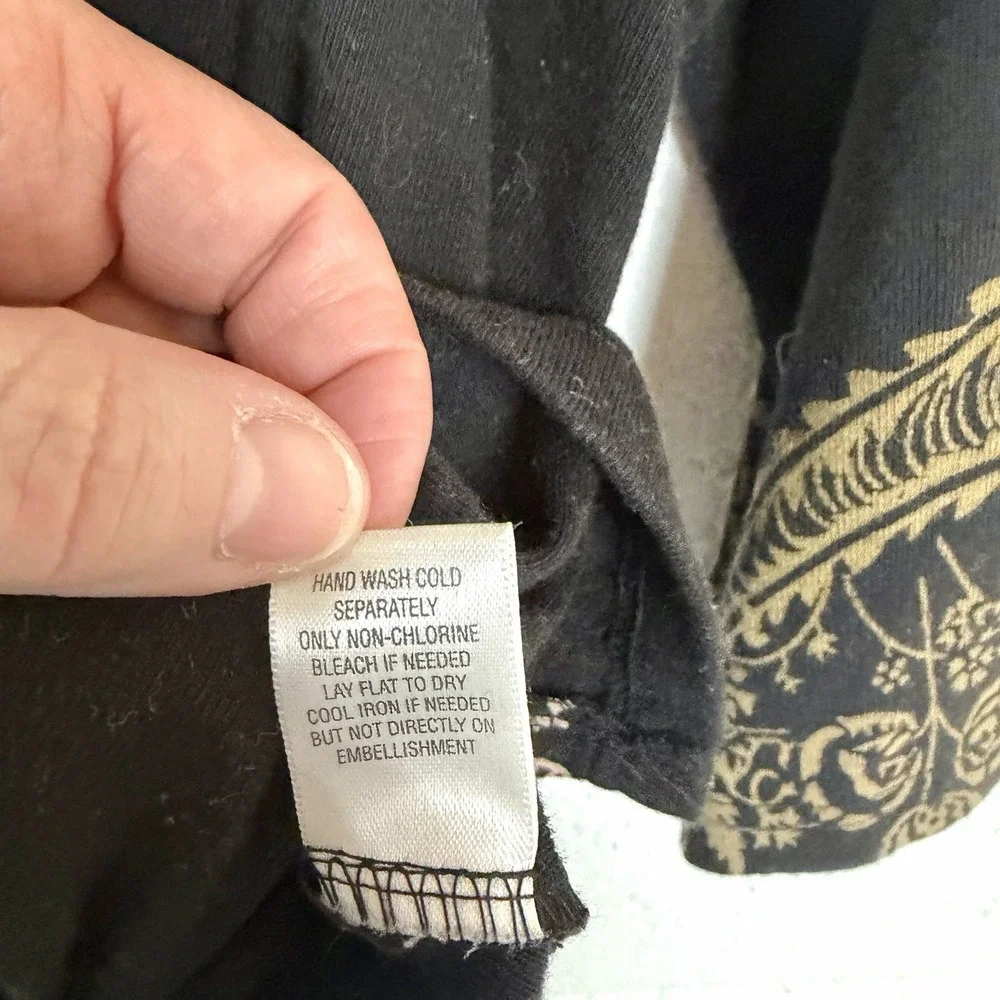 HAND WASH COLD
SEPARATELY
ONLY NON-CHLORINE
BLEACH IF NEEDED
LAY FLAT TO DRY
COOL IRON IF NEEDED
BUT NOT DIRECTLY ON
EMBELLISHMENT